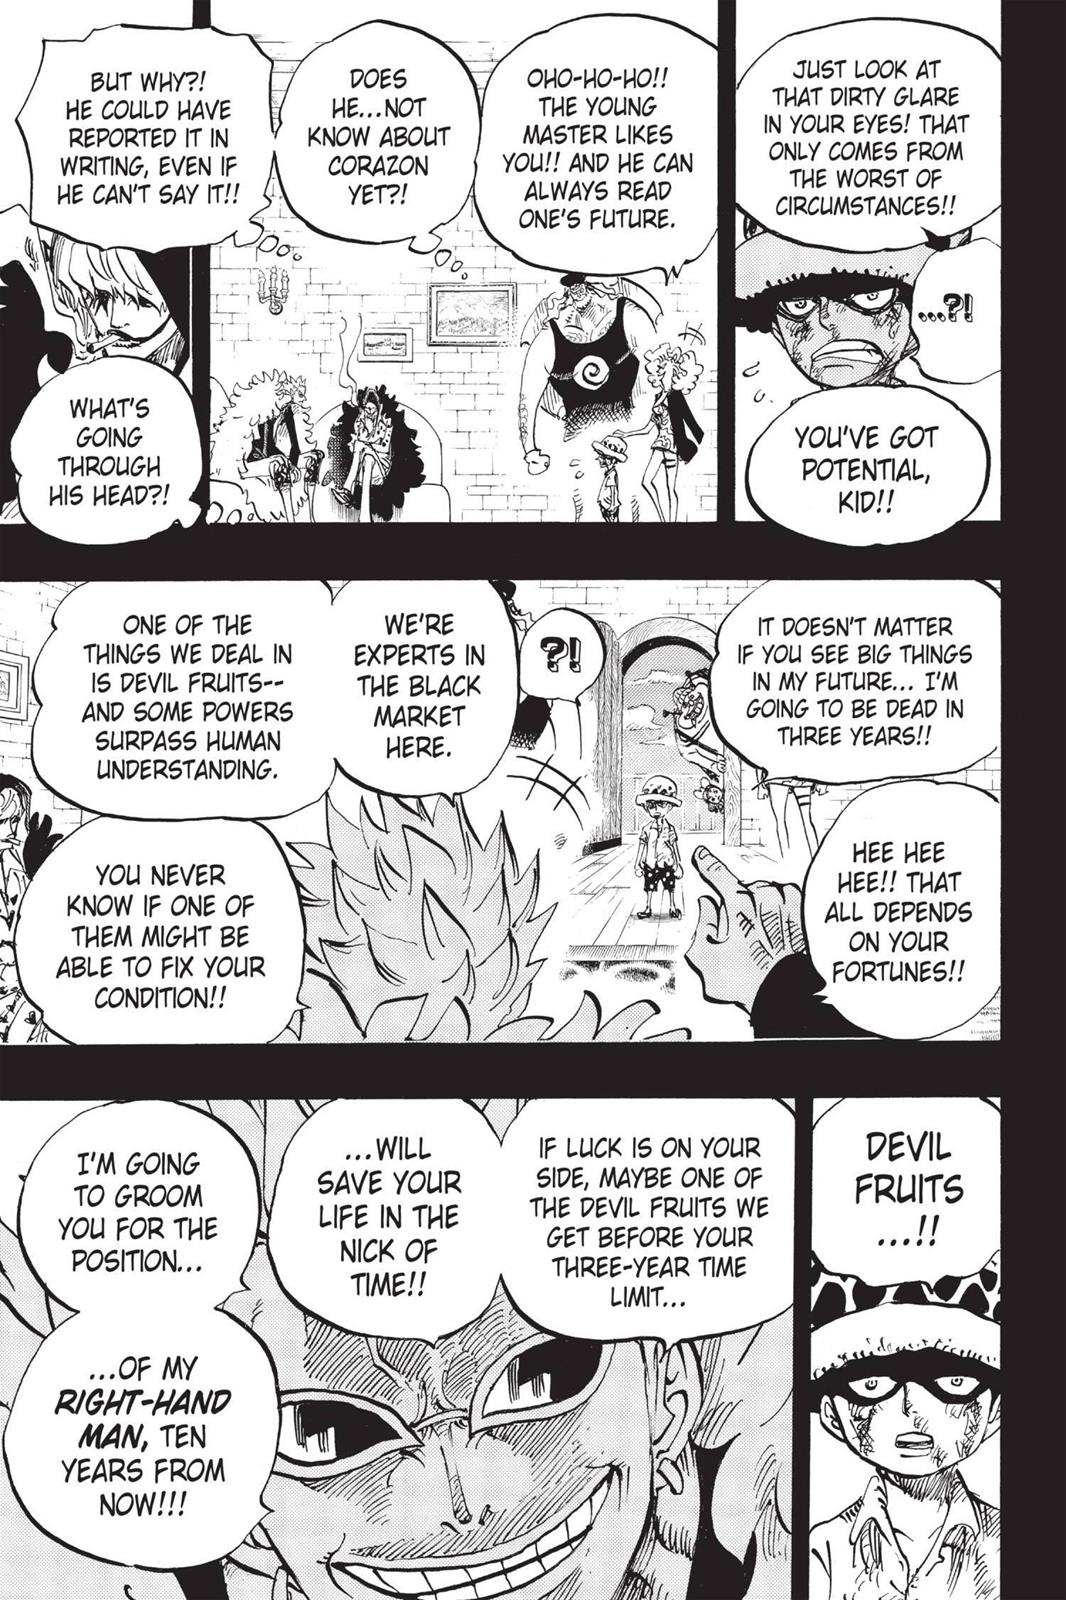 JUST LOOK AT
THAT DIRTY GLARE
IN YOUR EYES! THAT
ONLY COMES FROM
THE WORST OF
CIRCUMSTANCES!!
...?!
YOU'VE GOT
POTENTIAL,
KID!!
OHO-HO-HO!!
THE YOUNG
MASTER LIKES
YOU!! AND HE CAN
ALWAYS READ
ONE'S FUTURE.
DOES
HE...NOT
KNOW ABOUT
CORAZON
YET?!
BUT WHY?!
HE COULD HAVE
REPORTED IT IN
WRITING, EVEN IF
HE CAN'T SAY IT!!
WHAT'S
GOING
THROUGH
HIS HEAD?!
IT DOESN'T MATTER
IF YOU SEE BIG THINGS
IN MY FUTURE... I'M
GOING TO BE DEAD IN
THREE YEARS!!
HEE HEE
HEE!! THAT
ALL DEPENDS
ON YOUR
FORTUNES!!
?!
WE'RE
EXPERTS IN
THE BLACK
MARKET
HERE.
ONE OF THE
THINGS WE DEAL IN
IS DEVIL FRUITS--
AND SOME POWERS
SURPASS HUMAN
UNDERSTANDING.
YOU NEVER
KNOW IF ONE OF
THEM MIGHT BE
ABLE TO FIX YOUR
CONDITION!!
DEVIL
FRUITS
...!!
IF LUCK IS ON YOUR
SIDE, MAYBE ONE OF
THE DEVIL FRUITS WE
GET BEFORE YOUR
THREE-YEAR TIME
LIMIT...
...WILL
SAVE YOUR
LIFE IN THE
NICK OF
TIME!!
I'M GOING
TO GROOM
YOU FOR THE
POSITION...
...OF MY
RIGHT-HAND
MAN, TEN
YEARS FROM
NOW!!!